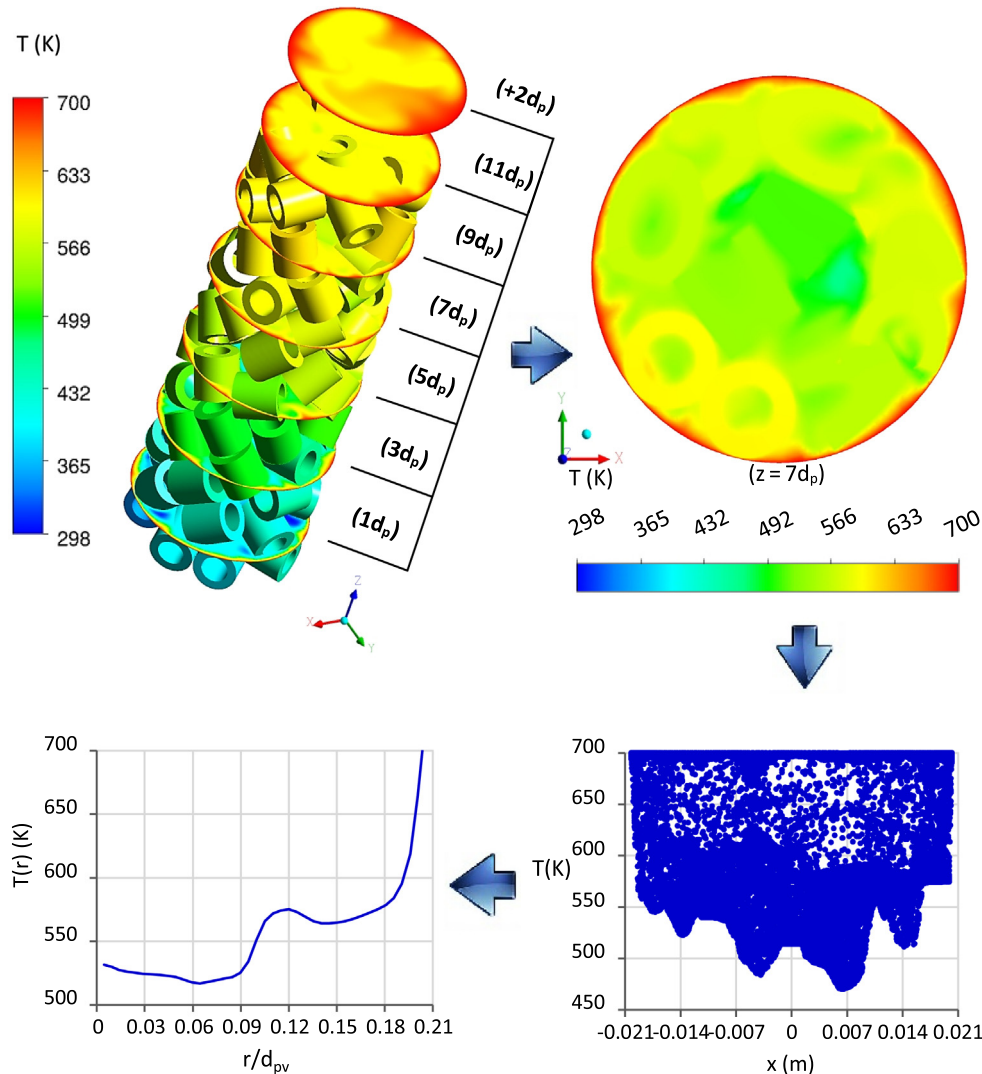 T (K)
700
633
566
499
432
365
298
(+2dp)
(11dp)
(9dp)
(7dp)
(5dp)
(3dp)
(1dp)
Z
X
Y
Y
Z
X
T (K)
(z = 7dp)
298 365 432 492 566 633 700
700
650
600
550
500
T(r) (K)
0 0.03 0.06 0.09 0.12 0.15 0.18 0.21
r/dpv
700
650
600
550
500
450
T(K)
-0.021 -0.014 -0.007 0 0.007 0.014 0.021
x (m)